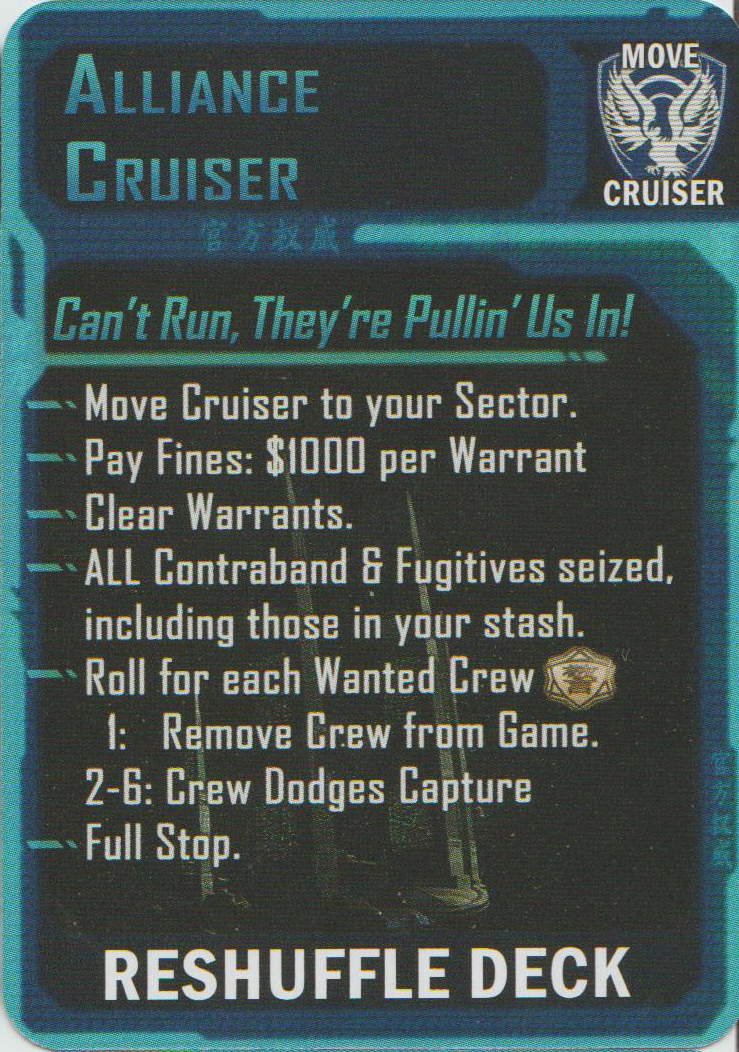 MOVE
CRUISER
ALLIANCE
CRUISER
官方权威
Can't Run, They're Pullin' Us In!
Move Cruiser to your Sector.
Pay Fines: $1000 per Warrant
Clear Warrants.
ALL Contraband & Fugitives seized,
including those in your stash.
Roll for each Wanted Crew
1: Remove Crew from Game.
2-6: Crew Dodges Capture
Full Stop.
RESHUFFLE DECK